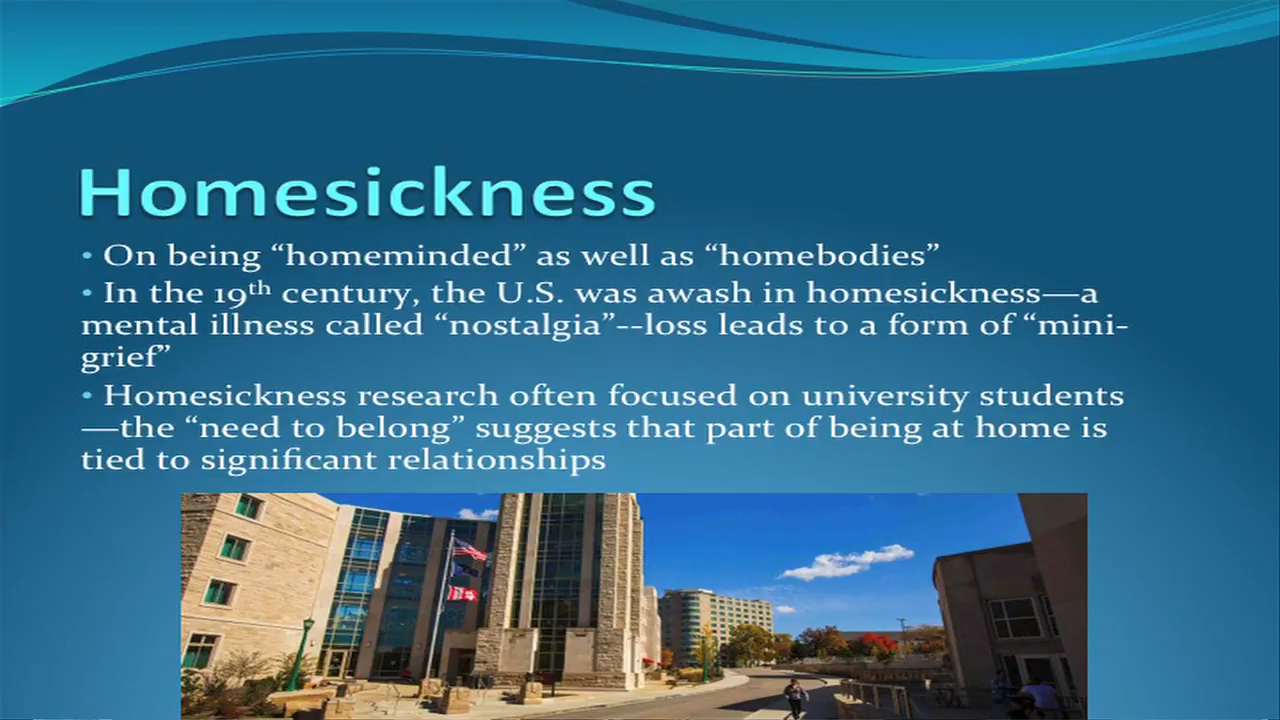 Homesickness
• On being “homeminded” as well as “homebodies”
• In the 19th century, the U.S. was awash in homesickness—a
mental illness called “nostalgia”--loss leads to a form of “mini-
grief”
• Homesickness research often focused on university students
—the “need to belong” suggests that part of being at home is
tied to significant relationships